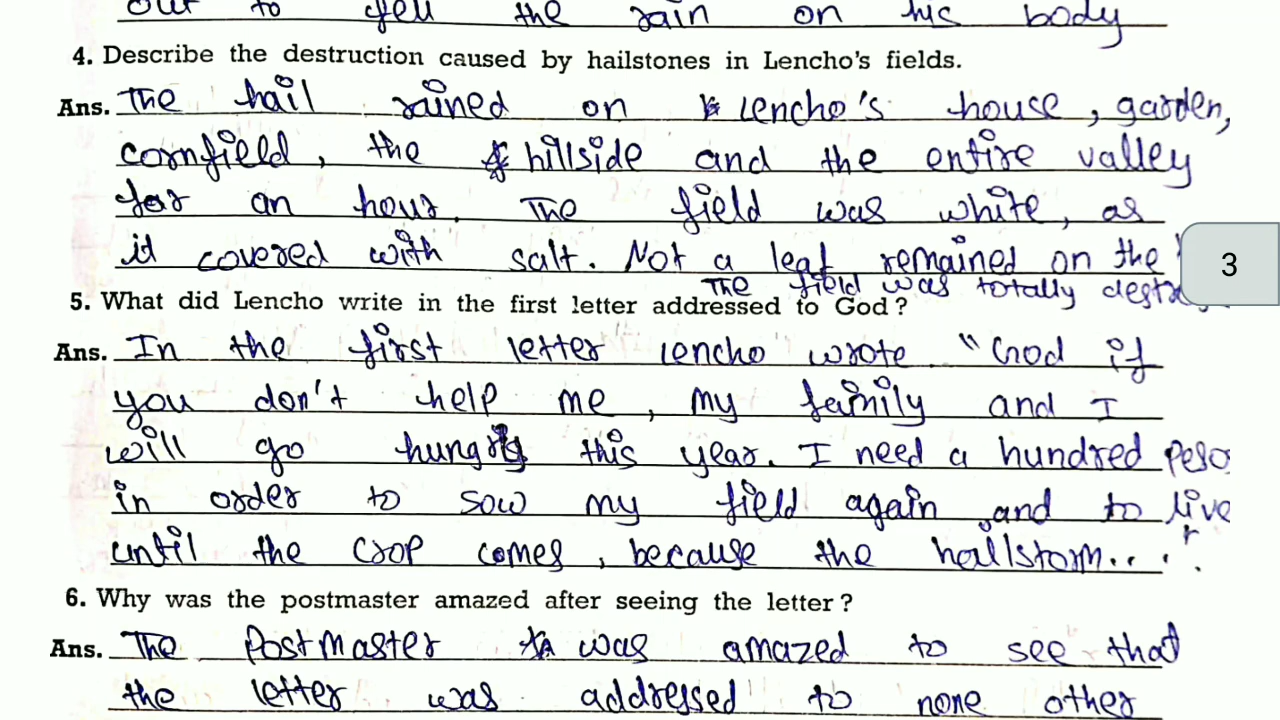 out to feel the rain on his body
4. Describe the destruction caused by hailstones in Lencho's fields.
Ans. The hail rained on Lencho's house, garden,
cornfield, the hillside and the entire valley
for an hour. The field was white, as
it covered with salt. Not a leaf remained on the
The field was totally
5. What did Lencho write in the first letter addressed to God?
Ans. In the first letter Lencho wrote "God if
you don't help me, my family and I
will go hungry this year. I need a hundred
in order to sow my field again and to live
until the crop comes, because the hailstorm...".
6. Why was the postmaster amazed after seeing the letter?
Ans. The Postmaster was amazed to see that
the letter was addressed to none other
3